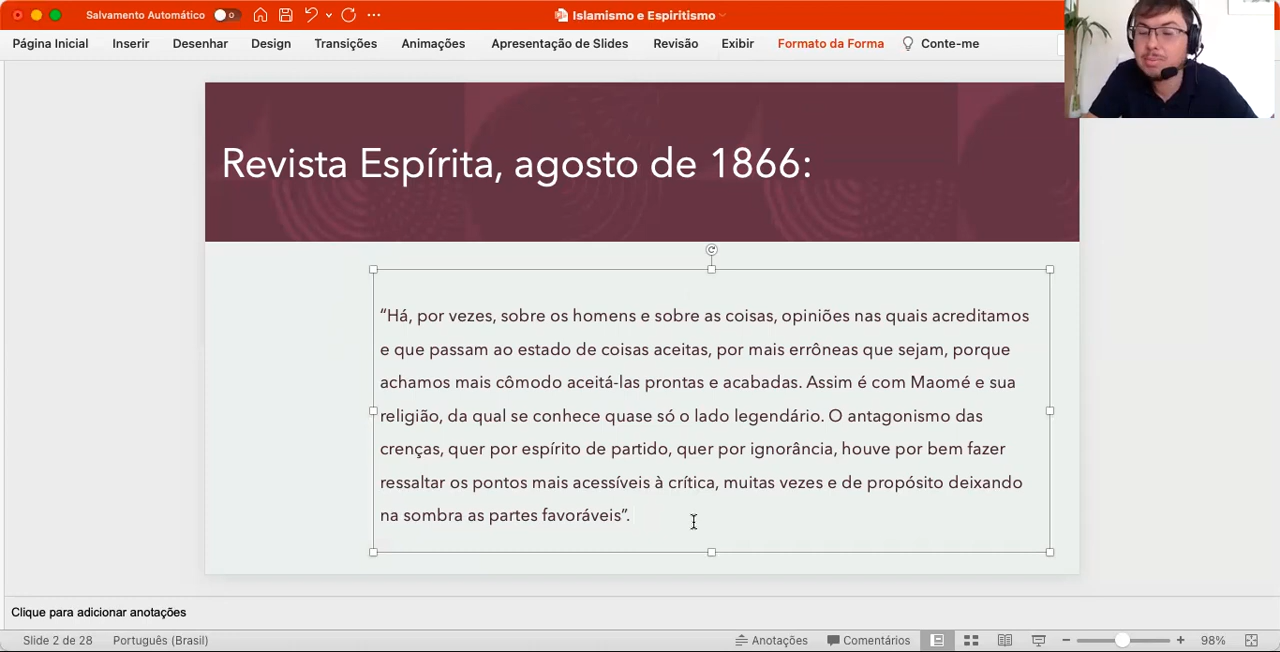 Salvamento Automático 0 Islamismo e Espiritismo
Página Inicial Inserir Desenhar Design Transições Animações Apresentação de Slides Revisão Exibir Formato da Forma Conte-me
Revista Espírita, agosto de 1866:
“Há, por vezes, sobre os homens e sobre as coisas, opiniões nas quais acreditamos
e que passam ao estado de coisas aceitas, por mais errôneas que sejam, porque
achamos mais cômodo aceitá-las prontas e acabadas. Assim é com Maomé e sua
religião, da qual se conhece quase só o lado legendário. O antagonismo das
crenças, quer por espírito de partido, quer por ignorância, houve por bem fazer
ressaltar os pontos mais acessíveis à crítica, muitas vezes e de propósito deixando
na sombra as partes favoráveis”.
Clique para adicionar anotações
Slide 2 de 28 Português (Brasil) Anotações Comentários 98%